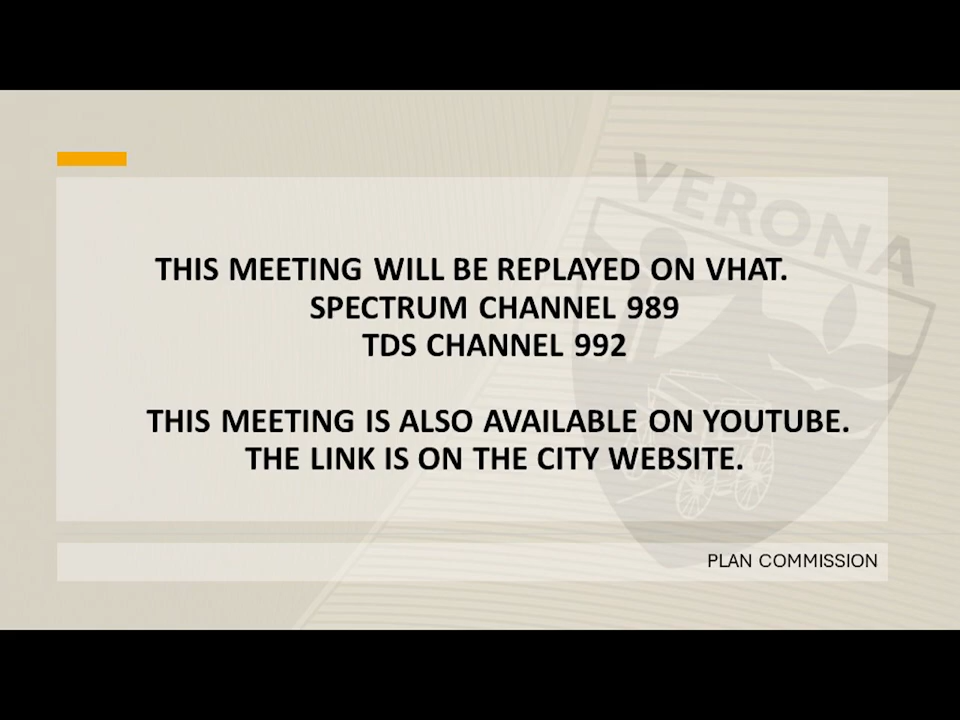 VERONA
THIS MEETING WILL BE REPLAYED ON VHAT.
SPECTRUM CHANNEL 989
TDS CHANNEL 992
THIS MEETING IS ALSO AVAILABLE ON YOUTUBE.
THE LINK IS ON THE CITY WEBSITE.
PLAN COMMISSION